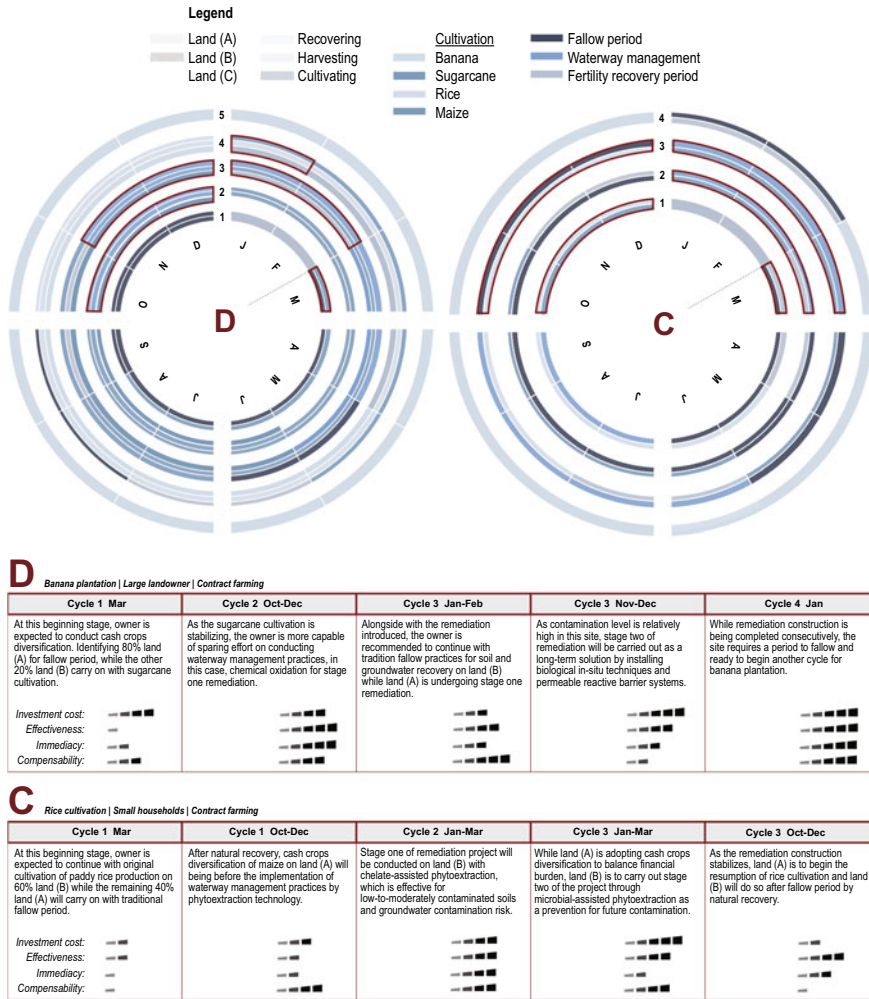 Legend
Land (A)
Land (B)
Land (C)
Recovering
Harvesting
Cultivating
Cultivation
Banana
Sugarcane
Rice
Maize
Fallow period
Waterway management
Fertility recovery period
5
4
3
2
1
D
J
F
M
A
M
J
J
A
S
O
N
D
4
3
2
1
C
J
F
M
A
M
J
J
A
S
O
N
D
D
Banana plantation | Large landowner | Contract farming
Cycle 1 Mar
At this beginning stage, owner is
expected to conduct cash crops
diversification. Identifying 80% land
(A) for fallow period, while the other
20% land (B) carry on with sugarcane
cultivation.
Cycle 2 Oct-Dec
As the sugarcane cultivation is
stabilizing, the owner is more capable
of sparing effort on conducting
waterway management practices, in
this case, chemical oxidation for stage
one remediation.
Cycle 3 Jan-Feb
Alongside with the remediation
introduced, the owner is
recommended to continue with
tradition fallow practices for soil and
groundwater recovery on land (B)
while land (A) is undergoing stage one
remediation.
Cycle 3 Nov-Dec
As contamination level is relatively
high in this site, stage two of
remediation will be carried out as a
long-term solution by installing
biological in-situ techniques and
permeable reactive barrier systems.
Cycle 4 Jan
While remediation construction is
being completed consecutively, the
site requires a period to fallow and
ready to begin another cycle for
banana plantation.
Investment cost:
Effectiveness:
Immediacy:
Compensability:
C
Rice cultivation | Small households | Contract farming
Cycle 1 Mar
At this beginning stage, owner is
expected to continue with original
cultivation of paddy rice production on
60% land (B) while the remaining 40%
land (A) will carry on with traditional
fallow period.
Cycle 1 Oct-Dec
After natural recovery, cash crops
diversification of maize on land (A) will
being before the implementation of
waterway management practices by
phytoextraction technology.
Cycle 2 Jan-Mar
Stage one of remediation project will
be conducted on land (B) with
chelate-assisted phytoextraction,
which is effective for
low-to-moderately contaminated soils
and groundwater contamination risk.
Cycle 3 Jan-Mar
While land (A) is adopting cash crops
diversification to balance financial
burden, land (B) is to carry out stage
two of the project through
microbial-assisted phytoextraction as
a prevention for future contamination.
Cycle 3 Oct-Dec
As the remediation construction
stabilizes, land (A) is to begin the
resumption of rice cultivation and land
(B) will do so after fallow period by
natural recovery.
Investment cost:
Effectiveness:
Immediacy:
Compensability: